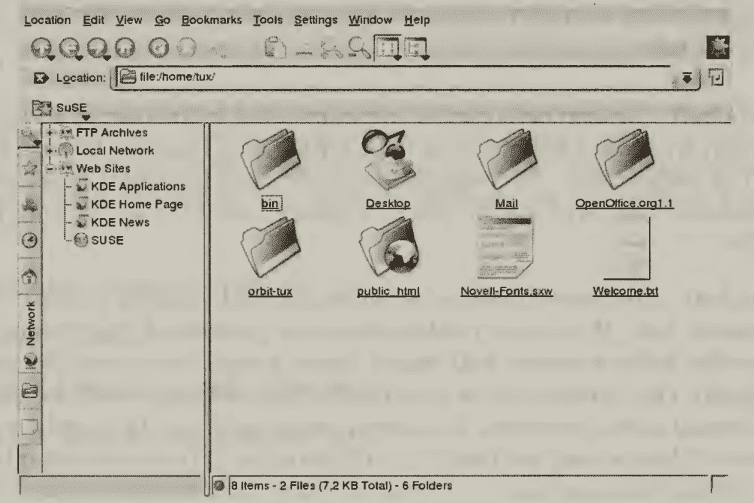 Location Edit View Go Bookmarks Tools Settings Window Help
Location: file:/home/tux/
SuSE
FTP Archives
Local Network
Web Sites
KDE Applications
KDE Home Page
KDE News
SUSE
Network
bin
Desktop
Mail
OpenOffice.org1.1
orbit-tux
public_html
Novell-Fonts.sxw
Welcome.txt
8 Items - 2 Files (7,2 KB Total) - 6 Folders